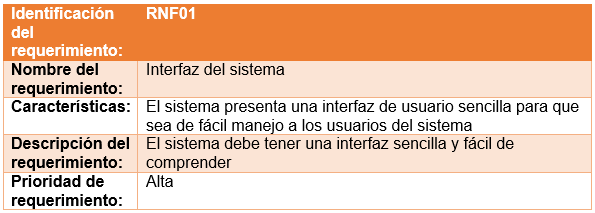 Identificación RNF01
del
requerimiento:
Nombre del Interfaz del sistema
requerimiento:
Características: El sistema presenta una interfaz de usuario sencilla para que
sea de fácil manejo a los usuarios del sistema
Descripción del El sistema debe tener una interfaz sencilla y fácil de
requerimiento: comprender
Prioridad de Alta
requerimiento: